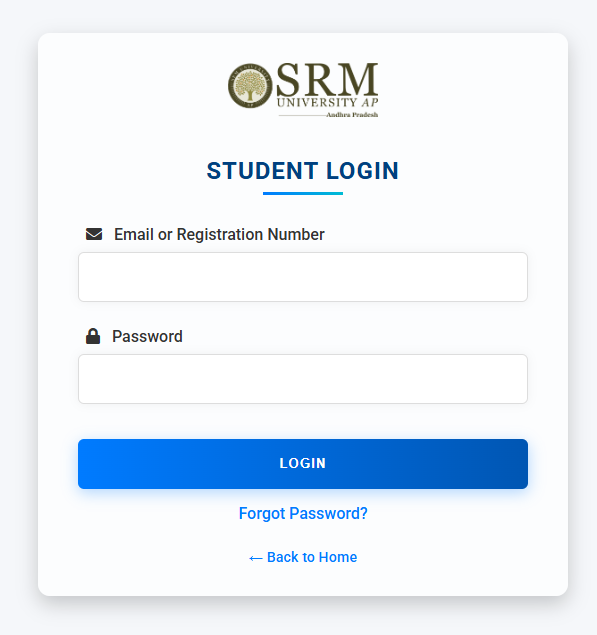 SRM
UNIVERSITY AP
Andhra Pradesh
STUDENT LOGIN
Email or Registration Number
Password
LOGIN
Forgot Password?
← Back to Home